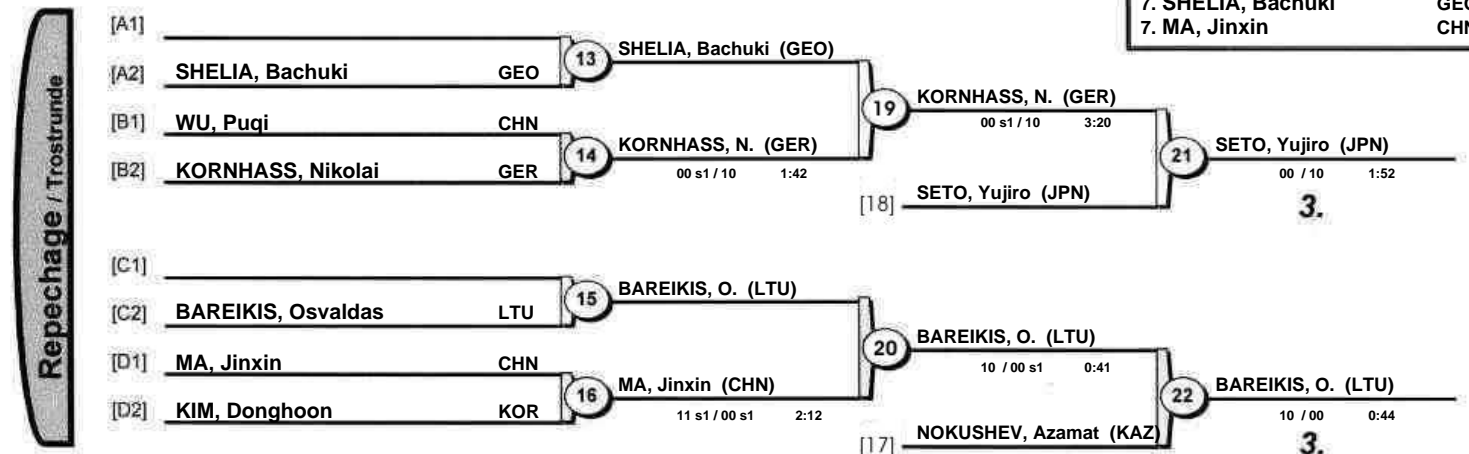 7. SHELIA, Bachuki GEO
7. MA, Jinxin CHN
Repechage / Trostrunde
[A1]
[A2] SHELIA, Bachuki GEO
13 SHELIA, Bachuki (GEO)
[B1] WU, Puqi CHN
[B2] KORNHASS, Nikolai GER
14 KORNHASS, N. (GER)
00 s1 / 10 1:42
19 KORNHASS, N. (GER)
00 s1 / 10 3:20
[18] SETO, Yujiro (JPN)
21 SETO, Yujiro (JPN)
00 / 10 1:52
3.
[C1]
[C2] BAREIKIS, Osvaldas LTU
15 BAREIKIS, O. (LTU)
[D1] MA, Jinxin CHN
[D2] KIM, Donghoon KOR
16 MA, Jinxin (CHN)
11 s1 / 00 s1 2:12
20 BAREIKIS, O. (LTU)
10 / 00 s1 0:41
[17] NOKUSHEV, Azamat (KAZ)
22 BAREIKIS, O. (LTU)
10 / 00 0:44
3.